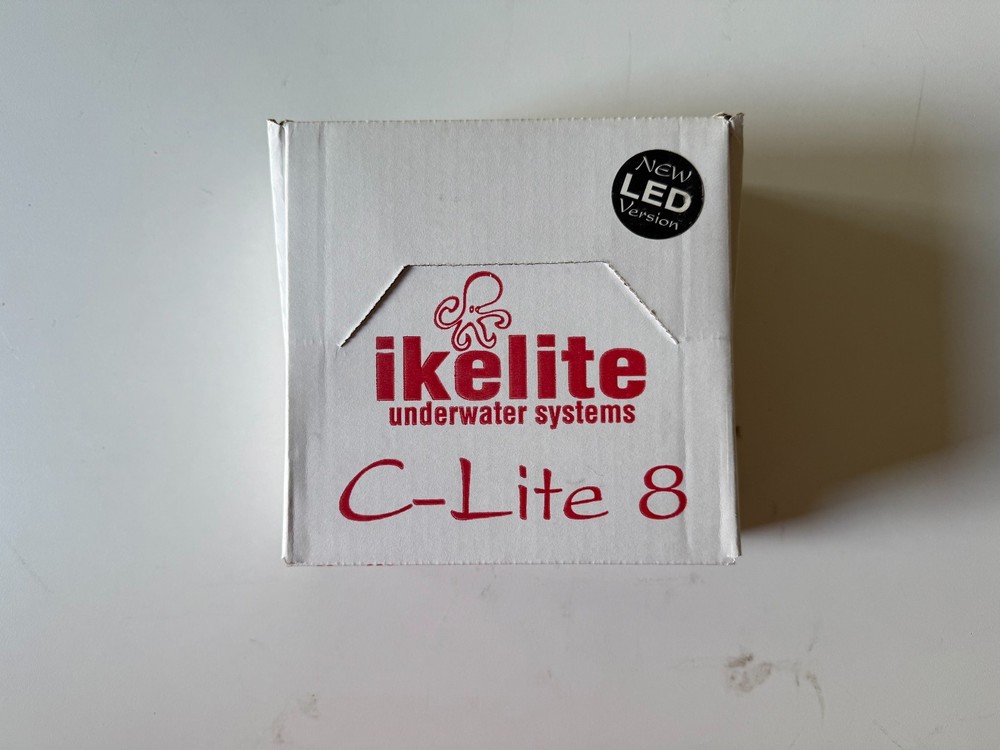 NEW
LED
Version
ikelite
underwater systems
C-Lite 8